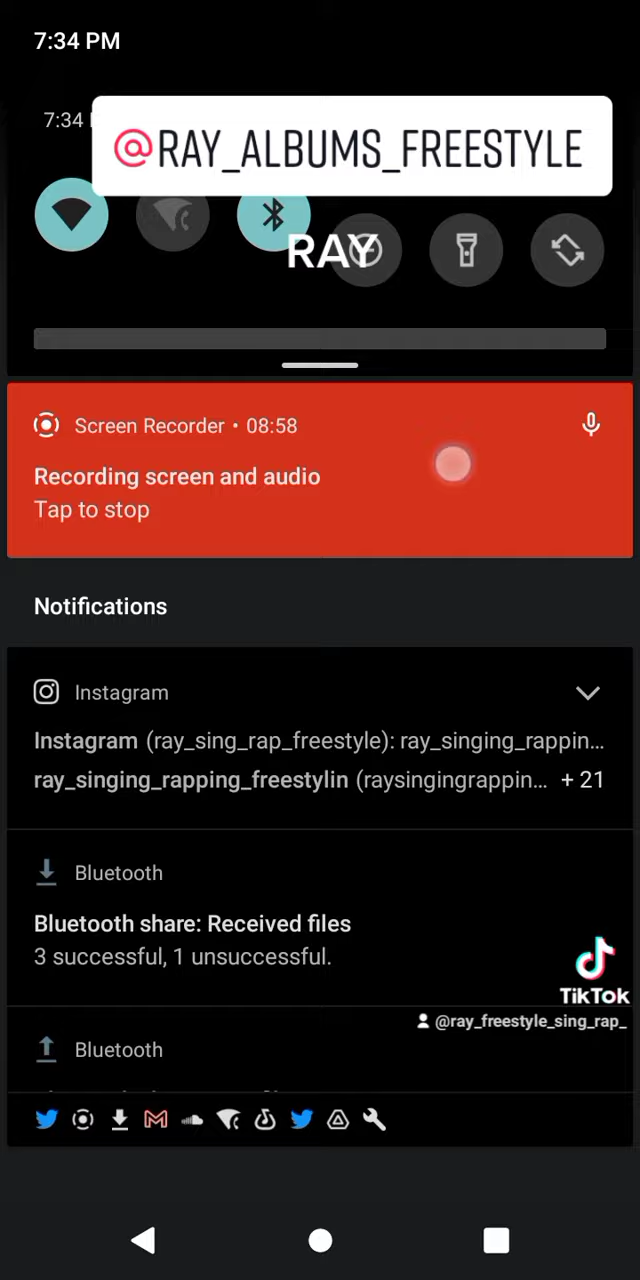 7:34 PM
7:34
@RAY_ALBUMS_FREESTYLE
RAY
Screen Recorder • 08:58
Recording screen and audio
Tap to stop
Notifications
Instagram
Instagram (ray_sing_rap_freestyle): ray_singing_rappin...
ray_singing_rapping_freestylin (raysingingrappin... + 21
Bluetooth
Bluetooth share: Received files
3 successful, 1 unsuccessful.
TikTok
@ray_freestyle_sing_rap_
Bluetooth